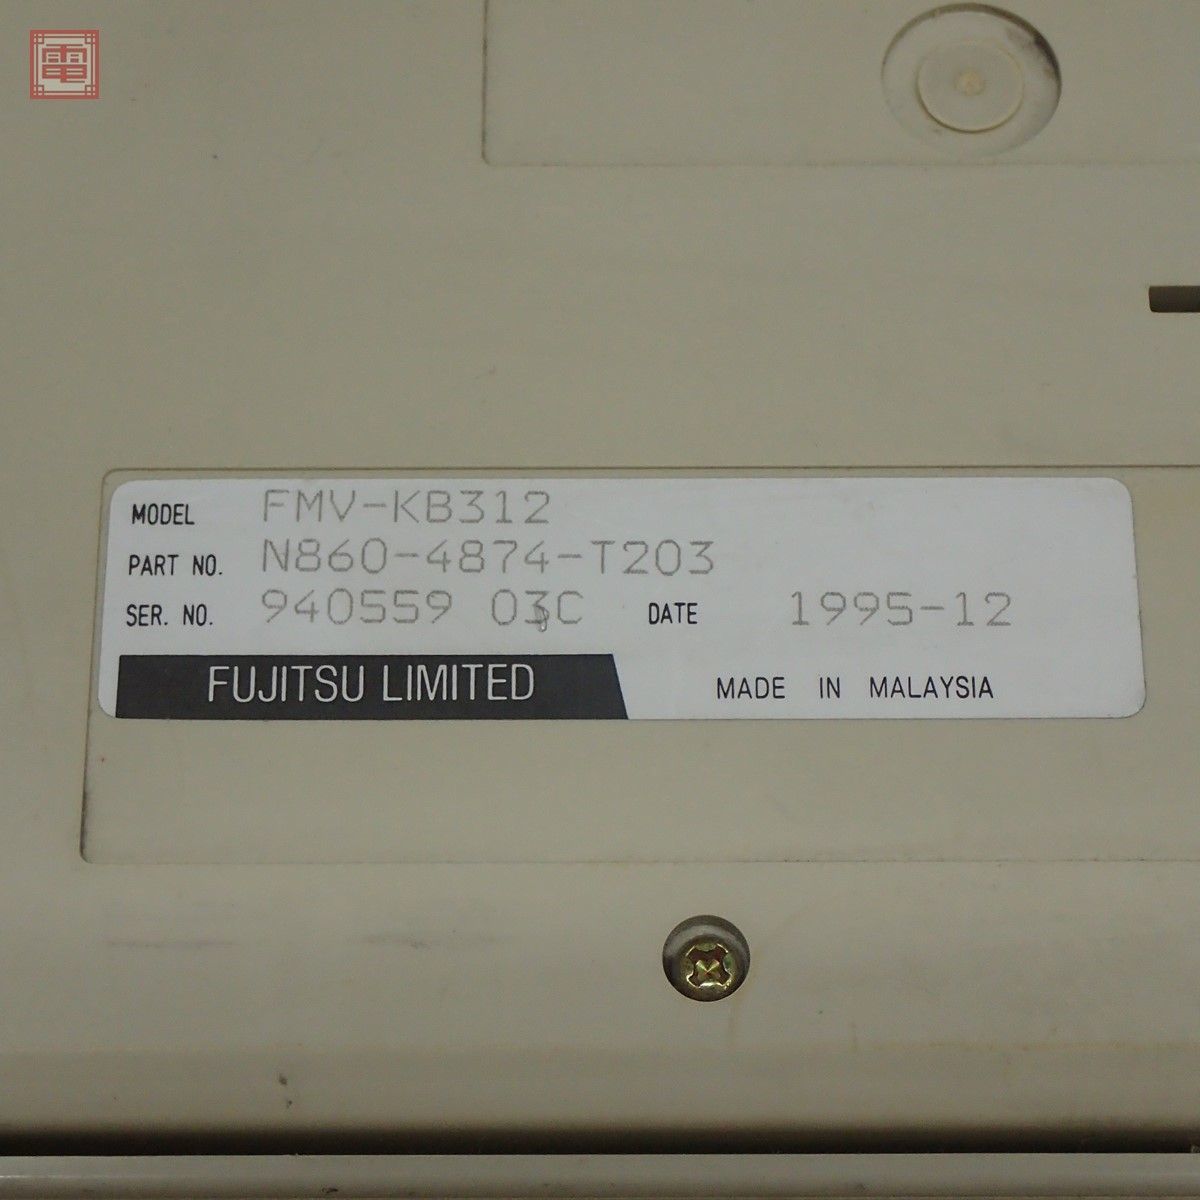 電
MODEL FMV-KB312
PART NO. N860-4874-T203
SER. NO. 940559 03C DATE 1995-12
FUJITSU LIMITED MADE IN MALAYSIA